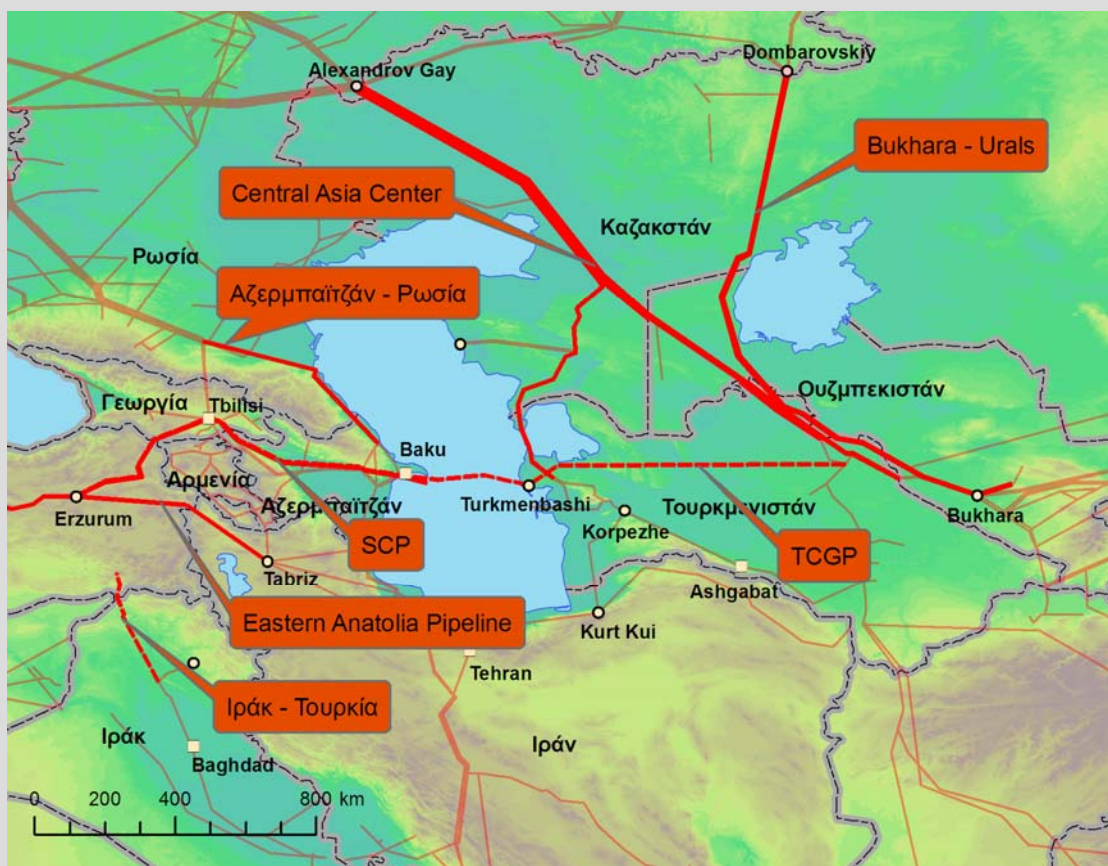 Alexandrov Gay
Dombarovskiy
Bukhara - Urals
Central Asia Center
Καζακστάν
Ρωσία
Αζερμπαϊτζάν - Ρωσία
Ουζμπεκιστάν
Γεωργία
Tbilisi
Baku
Αρμενία
Αζερμπαϊτζάν
Turkmenbashi
Τουρκμενιστάν
Bukhara
Erzurum
Korpezhe
SCP
TCGP
Tabriz
Ashgabat
Eastern Anatolia Pipeline
Kurt Kui
Tehran
Ιράκ - Τουρκία
Ιράκ
Ιράν
Baghdad
0 200 400 800 km